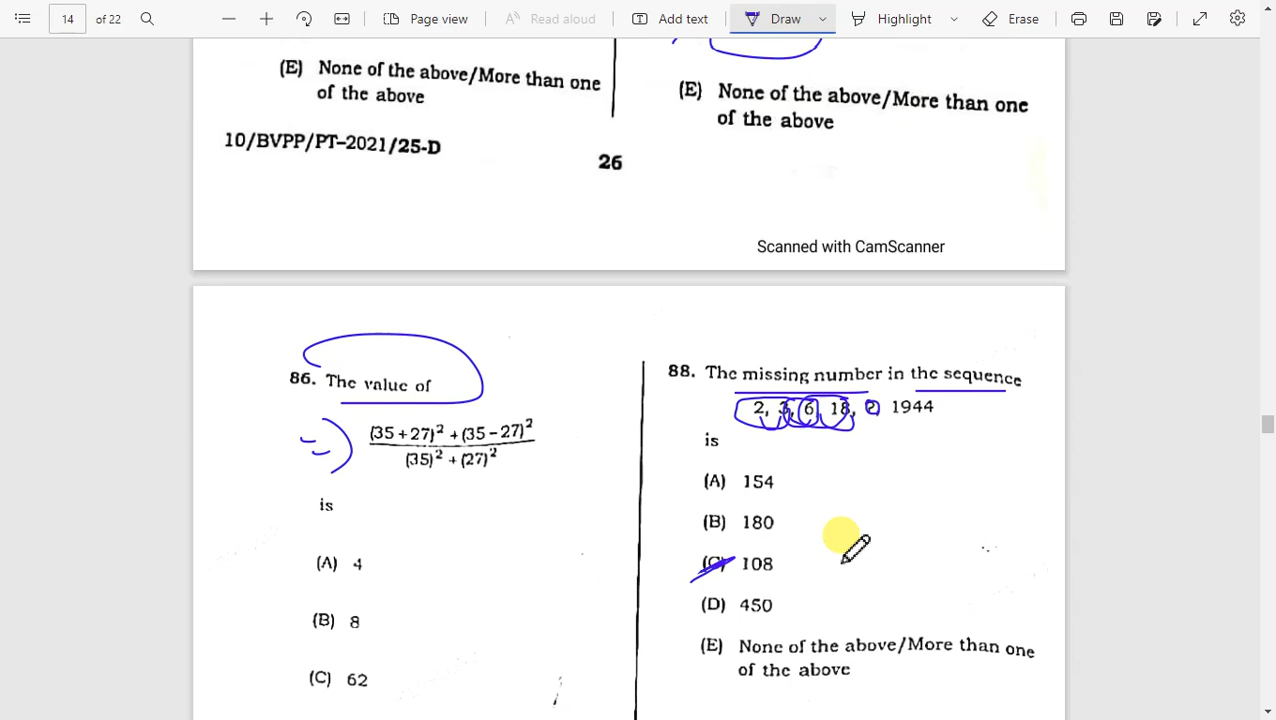 14 of 22 Page view Read aloud Add text Draw Highlight Erase
(E) None of the above/More than one
of the above
10/BVPP/PT–2021/25-D
26
(E) None of the above/More than one
of the above
Scanned with CamScanner
86. The value of
(35 + 27)² + (35 – 27)²
(35)² + (27)²
is
(A) 4
(B) 8
(C) 62
88. The missing number in the sequence
2, 3, 6, 18, ?, 1944
is
(A) 154
(B) 180
(C) 108
(D) 450
(E) None of the above/More than one
of the above